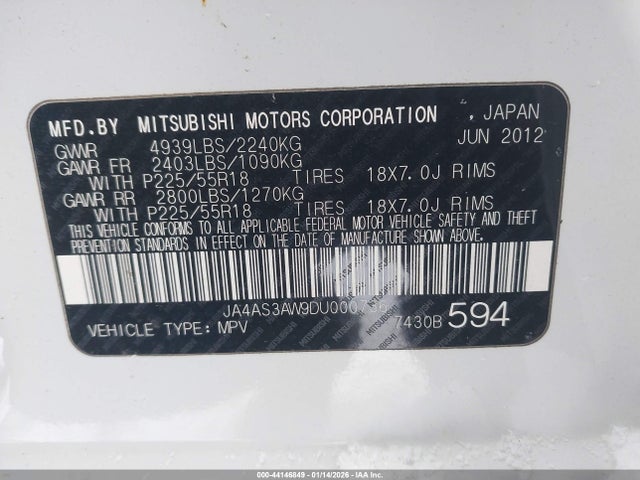 MFD.BY MITSUBISHI MOTORS CORPORATION , JAPAN
GVWR 4939LBS/2240KG JUN 2012
GAWR FR 2403LBS/1090KG
WITH P225/55R18 TIRES 18X7.0J RIMS
GAWR RR 2800LBS/1270KG
WITH P225/55R18 TIRES 18X7.0J RIMS
THIS VEHICLE CONFORMS TO ALL APPLICABLE FEDERAL MOTOR VEHICLE SAFETY AND THEFT
PREVENTION STANDARDS IN EFFECT ON THE DATE OF MANUFACTURE SHOWN ABOVE.
VEHICLE TYPE: MPV 7430B 594
000-44146849 - 01/14/2026 - IAAI.COM